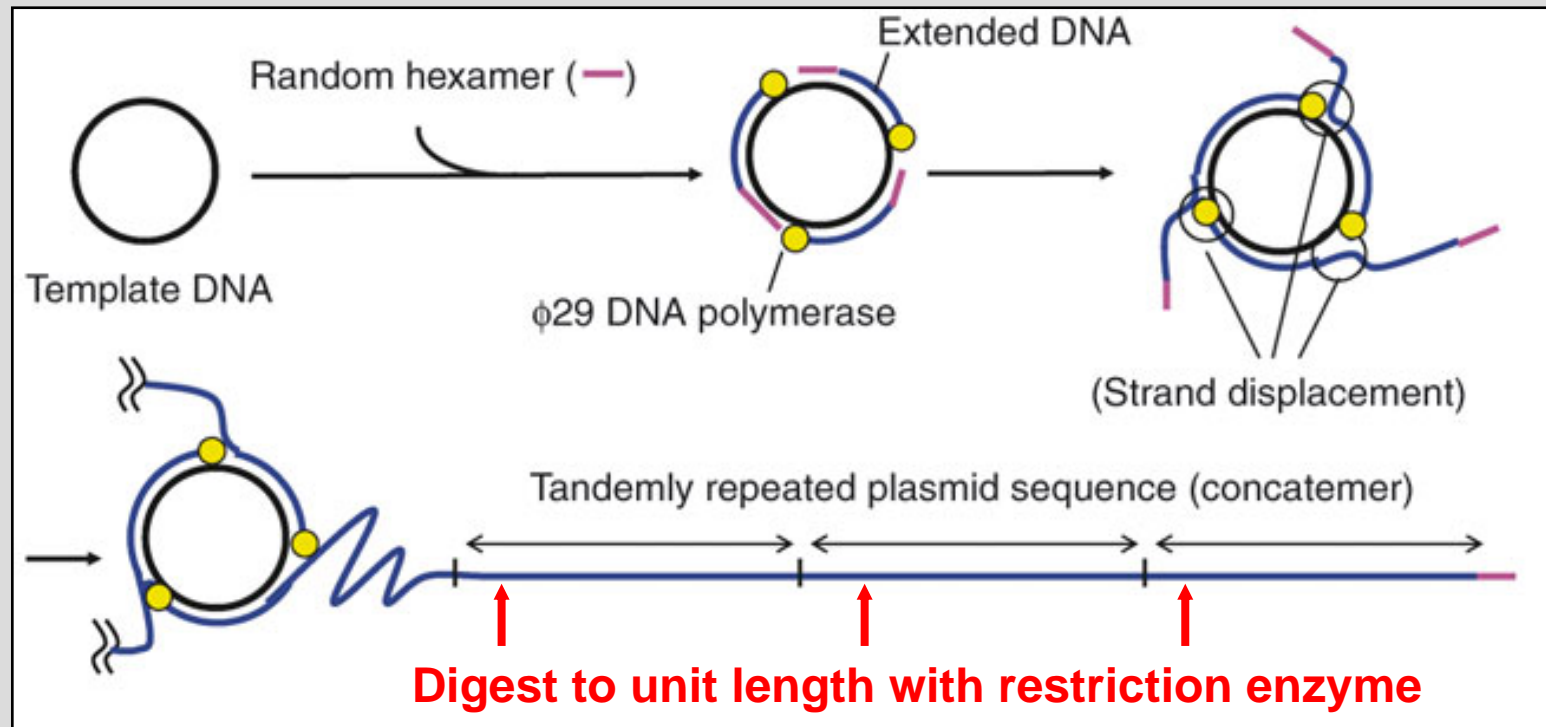 Extended DNA
Random hexamer ( — )
Template DNA
ϕ29 DNA polymerase
(Strand displacement)
Tandemly repeated plasmid sequence (concatemer)
Digest to unit length with restriction enzyme